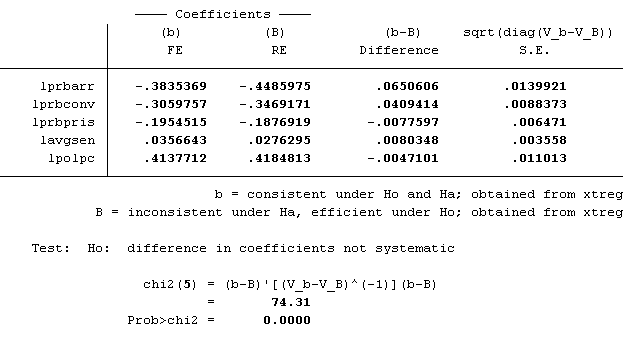 Coefficients
(b) (B) (b-B) sqrt(diag(V_b-V_B))
FE RE Difference S.E.
lprbarr -.3835369 -.4485975 .0650606 .0139921
lprbconv -.3059757 -.3469171 .0409414 .0088373
lprbpris -.1954515 -.1876919 -.0077597 .006471
lavgsen .0356643 .0276295 .0080348 .003558
lpolpc .4137712 .4184813 -.0047101 .011013
b = consistent under Ho and Ha; obtained from xtreg
B = inconsistent under Ha, efficient under Ho; obtained from xtreg
Test: Ho: difference in coefficients not systematic
chi2(5) = (b-B)'[(V_b-V_B)^(-1)](b-B)
= 74.31
Prob>chi2 = 0.0000